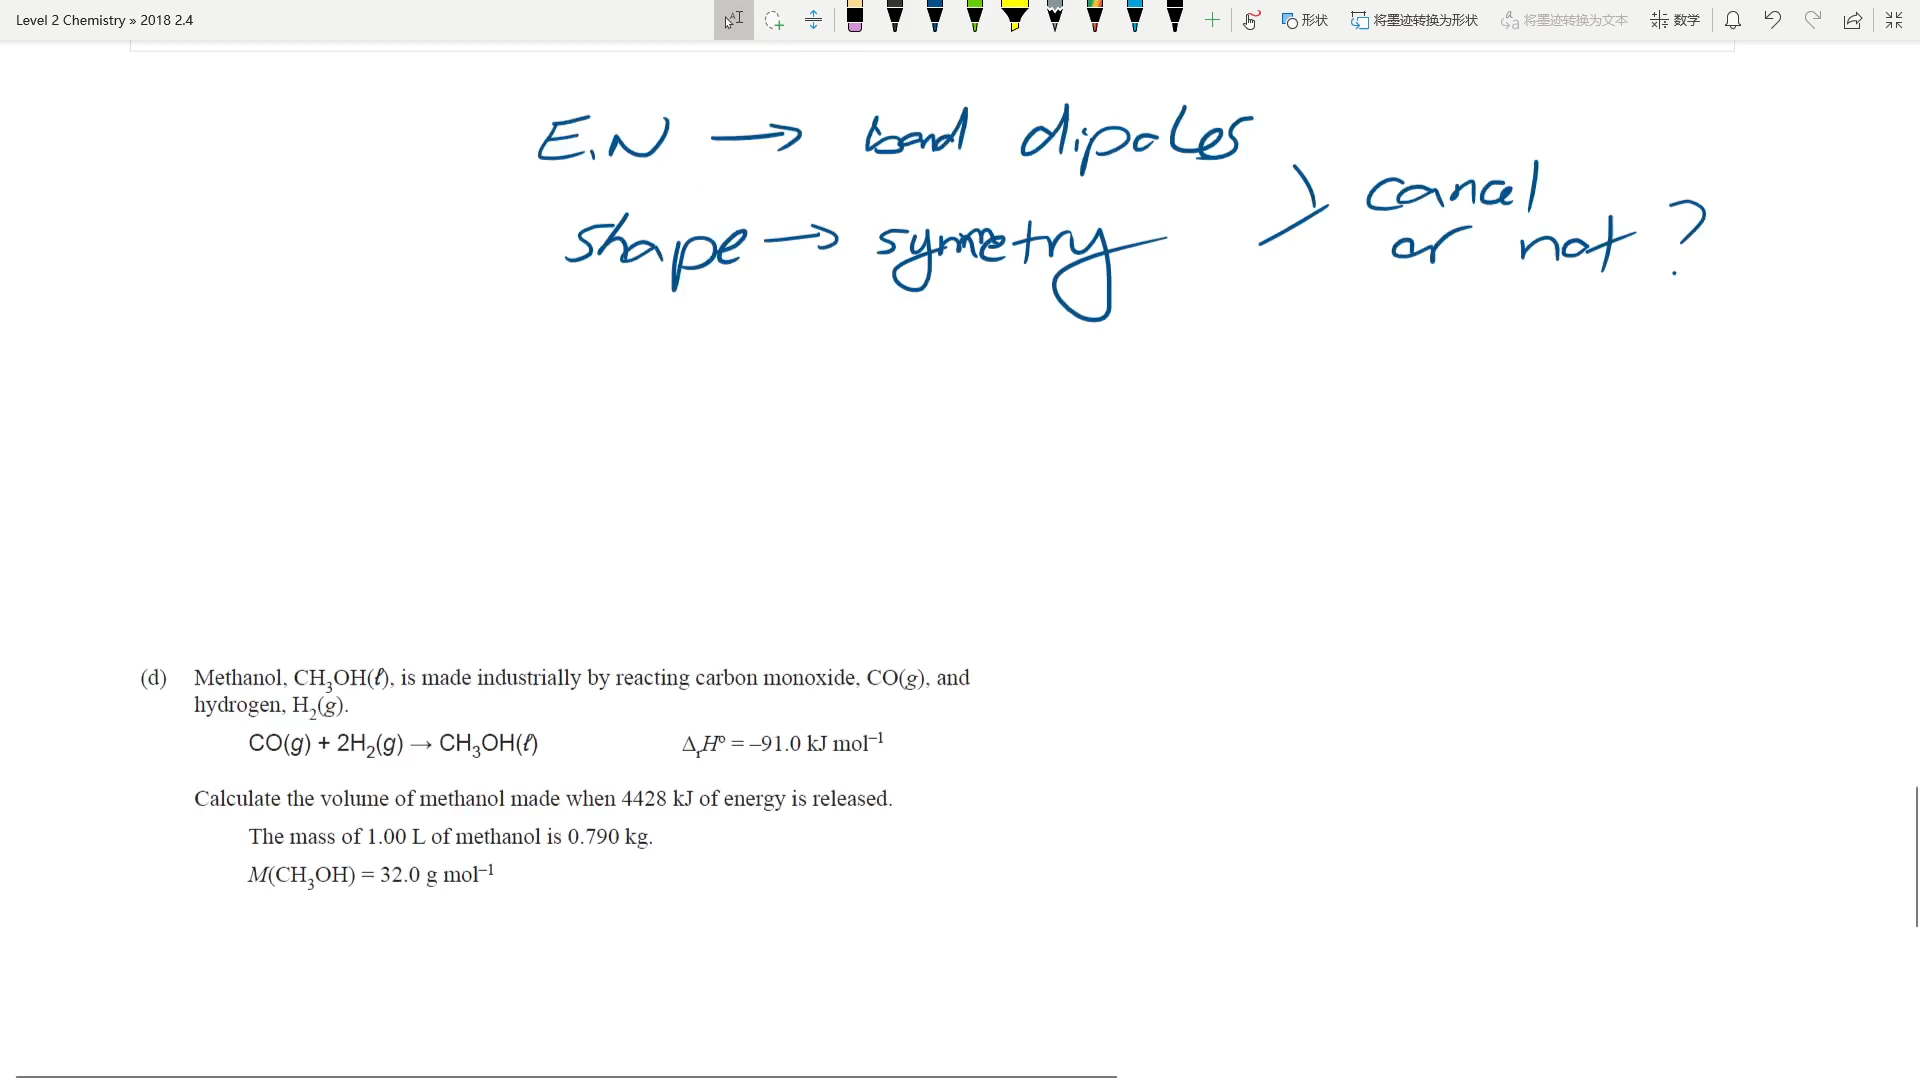 Level 2 Chemistry » 2018 2.4
形状 将墨迹转换为形状 将墨迹转换为文本 数学
E.N → bond dipoles
shape → symmetry
cancel
or not ?
(d) Methanol, CH₃OH(ℓ), is made industrially by reacting carbon monoxide, CO(g), and
hydrogen, H₂(g).
CO(g) + 2H₂(g) → CH₃OH(ℓ) ΔᵣH° = –91.0 kJ mol⁻¹
Calculate the volume of methanol made when 4428 kJ of energy is released.
The mass of 1.00 L of methanol is 0.790 kg.
M(CH₃OH) = 32.0 g mol⁻¹